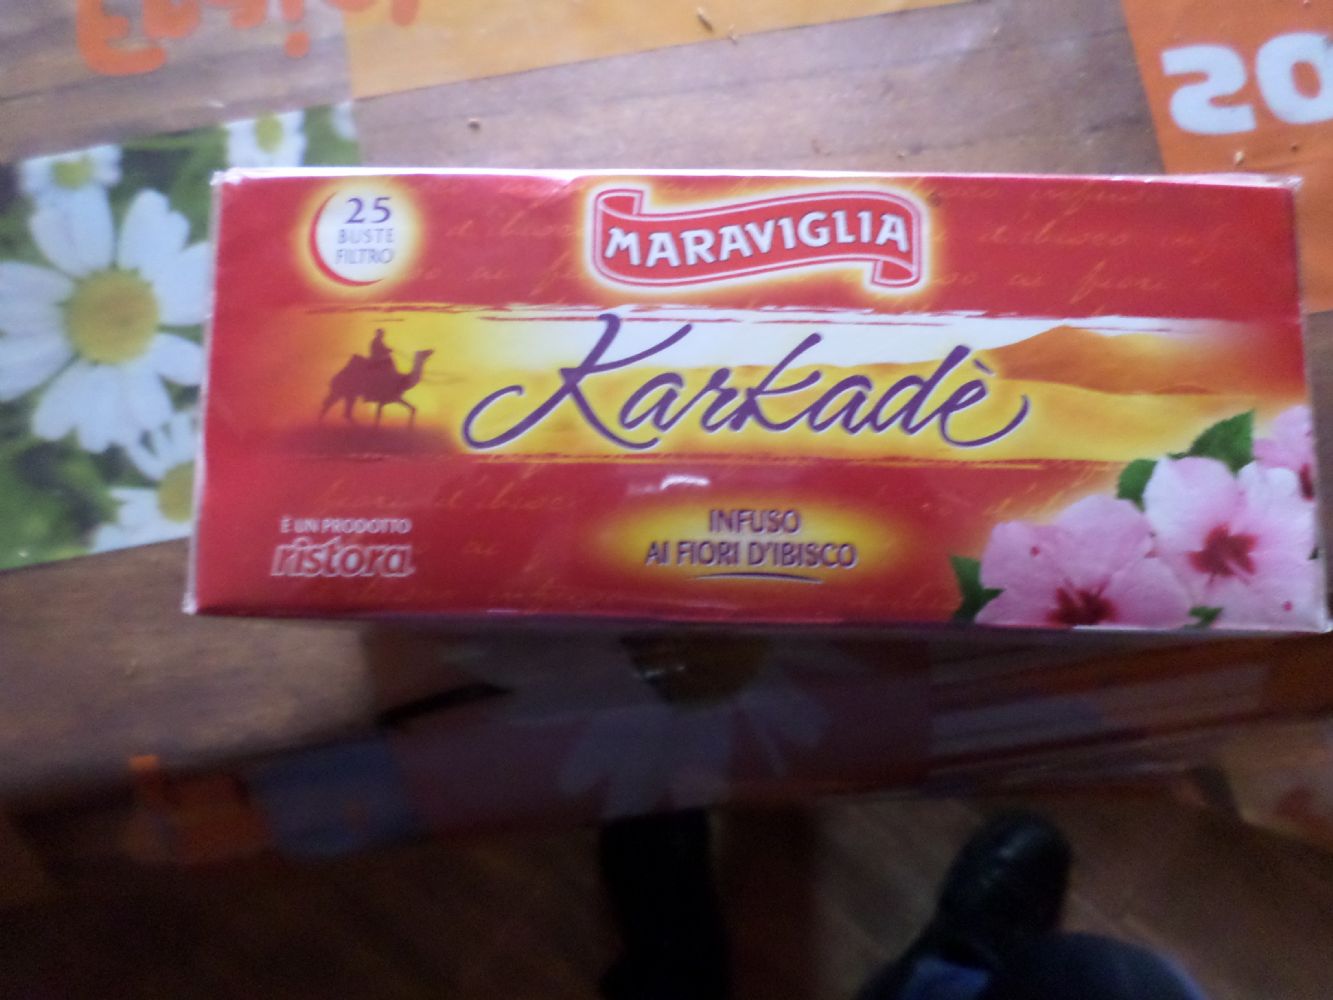 25
BUSTE
FILTRO
MARAVIGLIA
Karkadè
È UN PRODOTTO
ristora
INFUSO
AI FIORI D'IBISCO